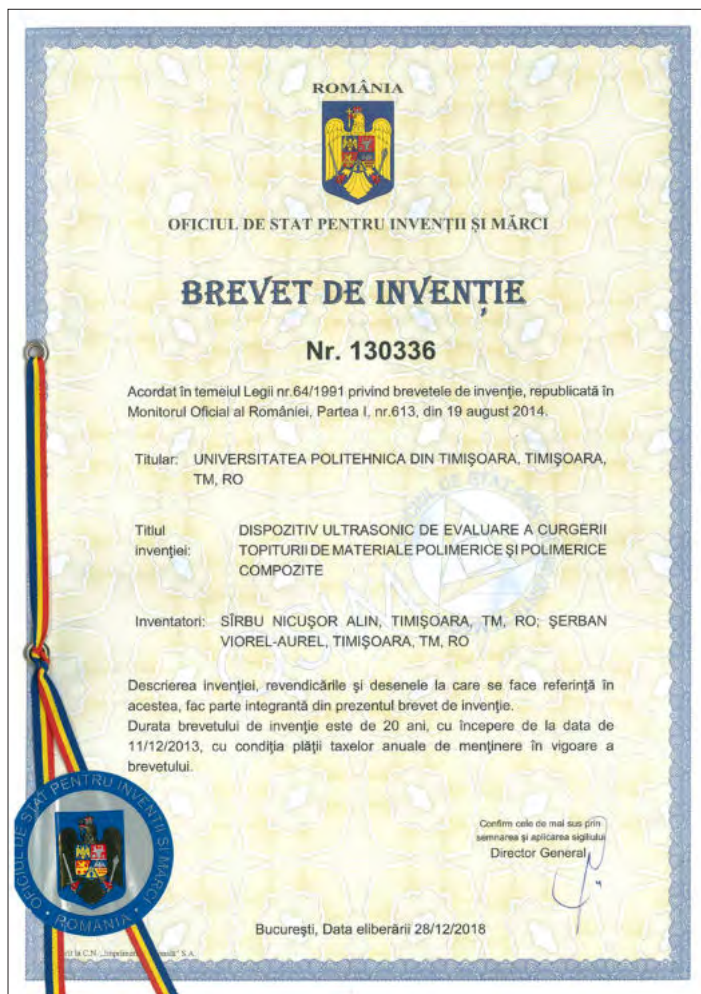 ROMÂNIA
OFICIUL DE STAT PENTRU INVENȚII ȘI MĂRCI
BREVET DE INVENȚIE
Nr. 130336
Acordat în temeiul Legii nr.64/1991 privind brevetele de invenție, republicată în
Monitorul Oficial al României, Partea I, nr.613, din 19 august 2014.
Titular: UNIVERSITATEA POLITEHNICA DIN TIMIȘOARA, TIMIȘOARA,
TM, RO
Titlul DISPOZITIV ULTRASONIC DE EVALUARE A CURGERII
invenției: TOPITURII DE MATERIALE POLIMERICE ȘI POLIMERICE
COMPOZITE
Inventatori: SÎRBU NICUȘOR ALIN, TIMIȘOARA, TM, RO; ȘERBAN
VIOREL-AUREL, TIMIȘOARA, TM, RO
Descrierea invenției, revendicările și desenele la care se face referință în
acestea, fac parte integrantă din prezentul brevet de invenție.
Durata brevetului de invenție este de 20 ani, cu începere de la data de
11/12/2013, cu condiția plății taxelor anuale de menținere în vigoare a
brevetului.
Confirm cele de mai sus prin
semnarea și aplicarea sigiliului
Director General
OFICIUL DE STAT PENTRU INVENȚII ȘI MĂRCI
• ROMÂNIA •
București, Data eliberării 28/12/2018
la C.N. S.A.